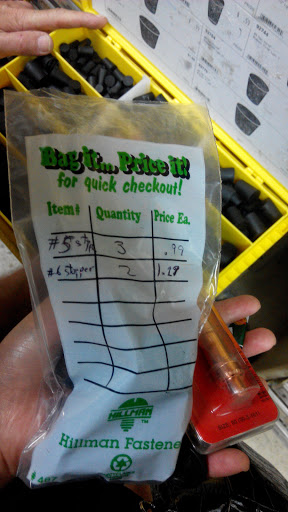 Bag it... Price it!
for quick checkout!
Item# Quantity Price Ea.
3 .99
#6 Stopper 2 1.29
HILLMAN
TM
Hillman Fastene